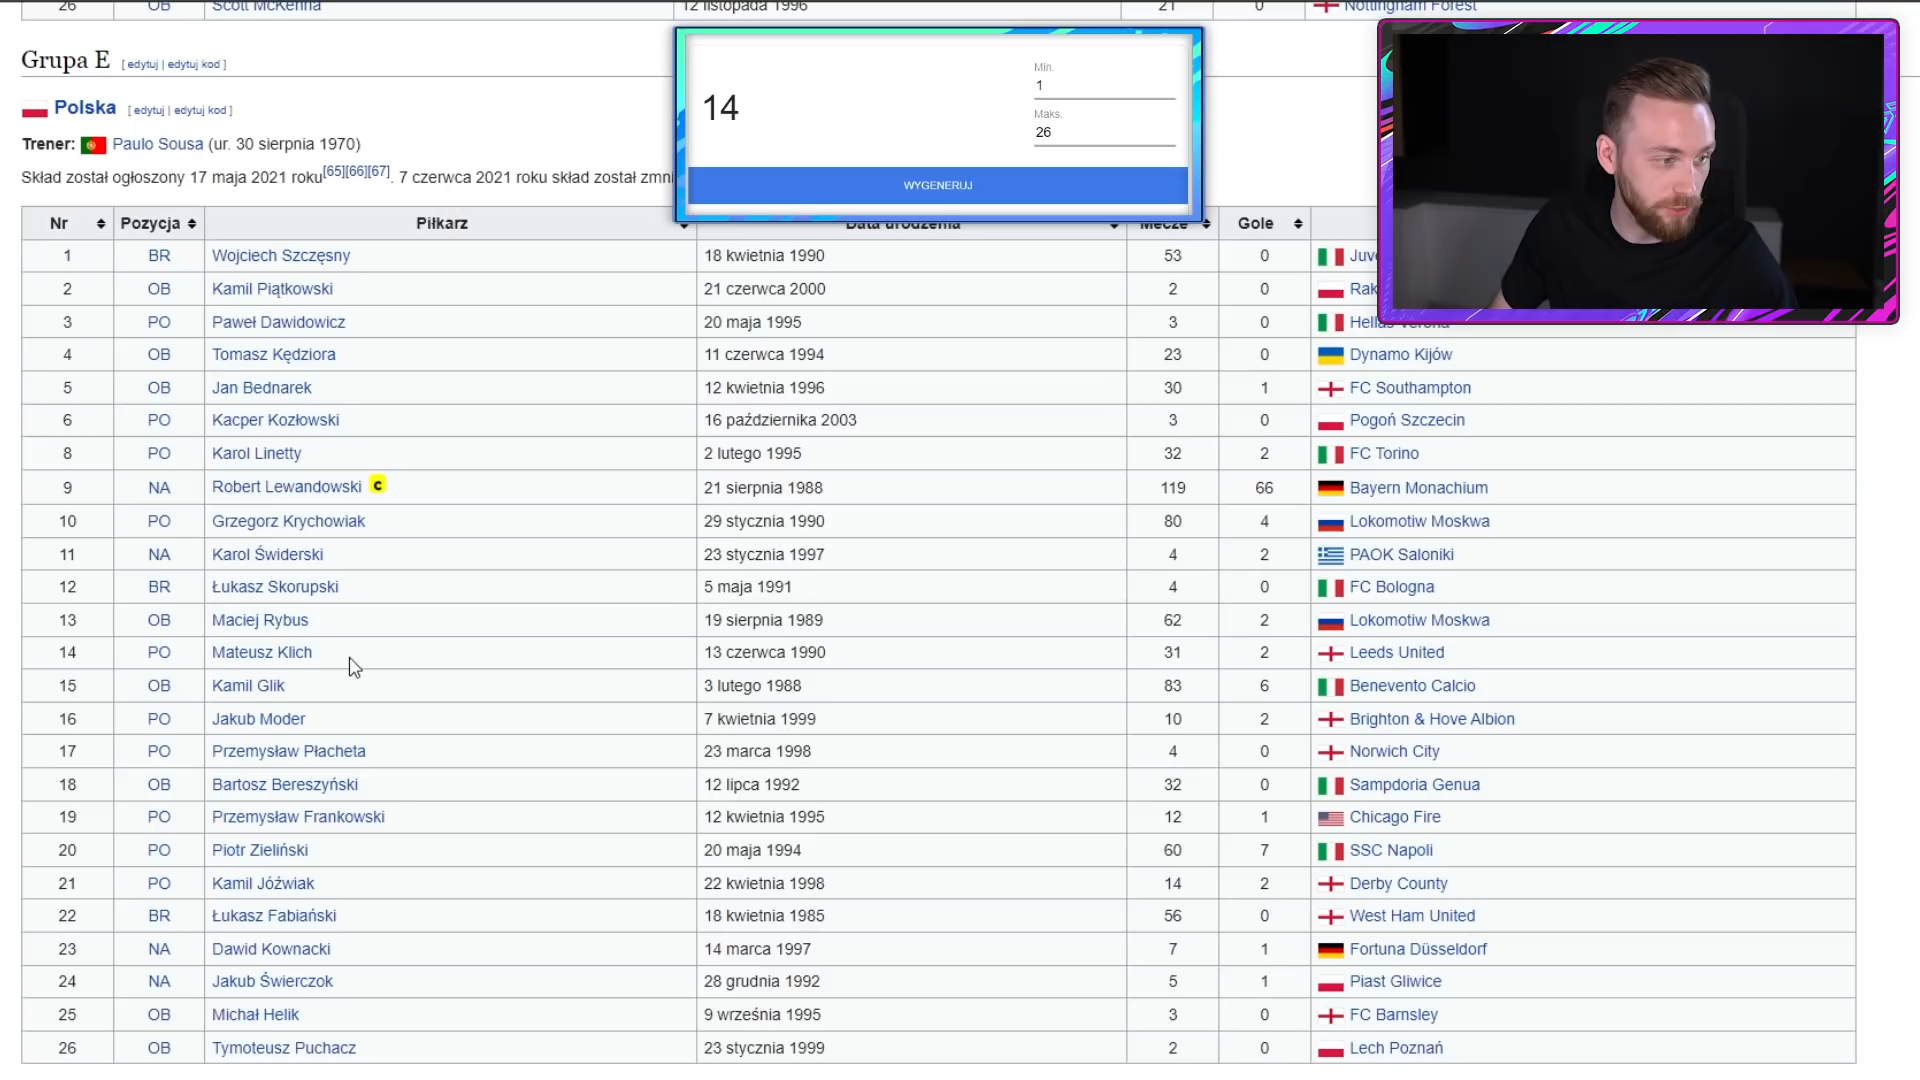 26 OB Scott McKenna 12 listopada 1996 21 0 Nottingham Forest
Grupa E [ edytuj | edytuj kod ]
Polska [ edytuj | edytuj kod ]
Trener: Paulo Sousa (ur. 30 sierpnia 1970)
Skład został ogłoszony 17 maja 2021 roku[65][66][67]. 7 czerwca 2021 roku skład został
14
Min.
1
Maks.
26
WYGENERUJ
Nr Pozycja Piłkarz Data urodzenia Mecze Gole
1 BR Wojciech Szczęsny 18 kwietnia 1990 53 0
2 OB Kamil Piątkowski 21 czerwca 2000 2 0
3 PO Paweł Dawidowicz 20 maja 1995 3 0 Hellas Verona
4 OB Tomasz Kędziora 11 czerwca 1994 23 0 Dynamo Kijów
5 OB Jan Bednarek 12 kwietnia 1996 30 1 FC Southampton
6 PO Kacper Kozłowski 16 października 2003 3 0 Pogoń Szczecin
8 PO Karol Linetty 2 lutego 1995 32 2 FC Torino
9 NA Robert Lewandowski c 21 sierpnia 1988 119 66 Bayern Monachium
10 PO Grzegorz Krychowiak 29 stycznia 1990 80 4 Lokomotiw Moskwa
11 NA Karol Świderski 23 stycznia 1997 4 2 PAOK Saloniki
12 BR Łukasz Skorupski 5 maja 1991 4 0 FC Bologna
13 OB Maciej Rybus 19 sierpnia 1989 62 2 Lokomotiw Moskwa
14 PO Mateusz Klich 13 czerwca 1990 31 2 Leeds United
15 OB Kamil Glik 3 lutego 1988 83 6 Benevento Calcio
16 PO Jakub Moder 7 kwietnia 1999 10 2 Brighton & Hove Albion
17 PO Przemysław Płacheta 23 marca 1998 4 0 Norwich City
18 OB Bartosz Bereszyński 12 lipca 1992 32 0 Sampdoria Genua
19 PO Przemysław Frankowski 12 kwietnia 1995 12 1 Chicago Fire
20 PO Piotr Zieliński 20 maja 1994 60 7 SSC Napoli
21 PO Kamil Jóźwiak 22 kwietnia 1998 14 2 Derby County
22 BR Łukasz Fabiański 18 kwietnia 1985 56 0 West Ham United
23 NA Dawid Kownacki 14 marca 1997 7 1 Fortuna Düsseldorf
24 NA Jakub Świerczok 28 grudnia 1992 5 1 Piast Gliwice
25 OB Michał Helik 9 września 1995 3 0 FC Barnsley
26 OB Tymoteusz Puchacz 23 stycznia 1999 2 0 Lech Poznań